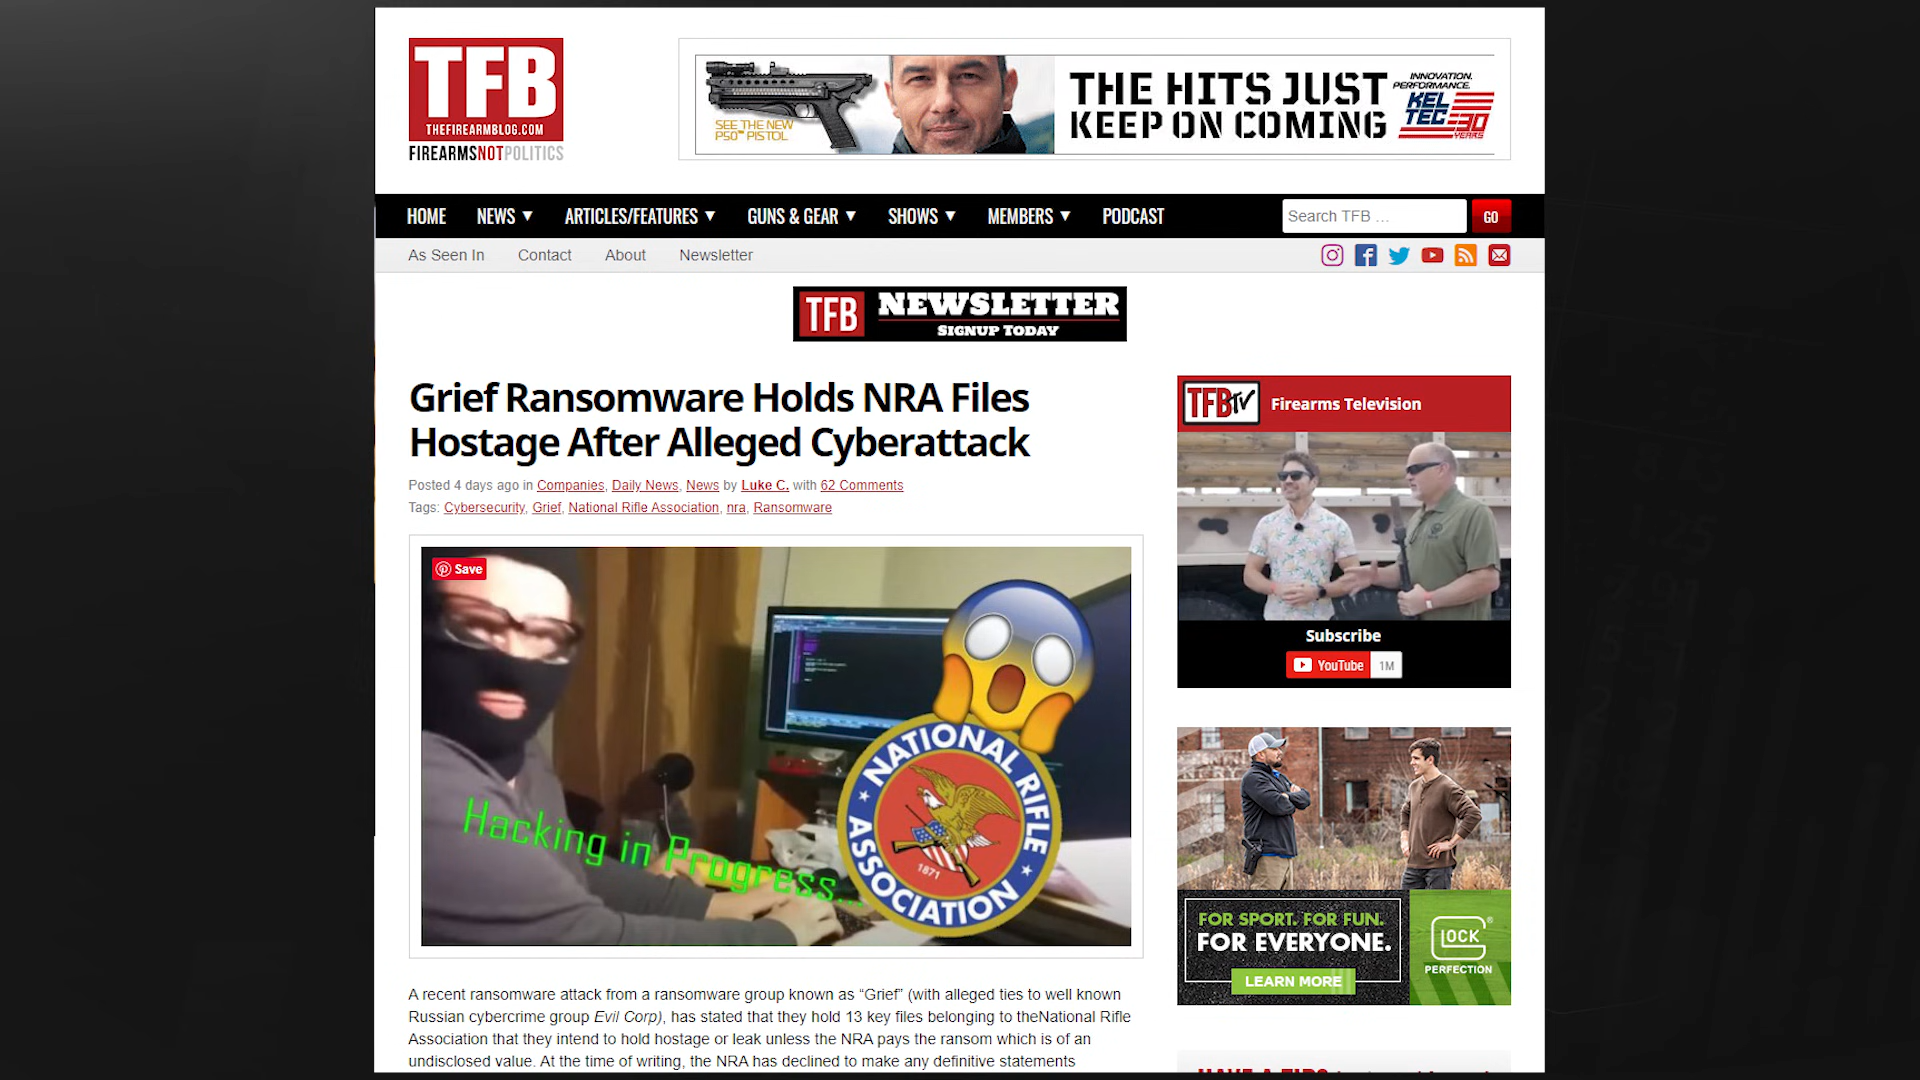 TFB
THEFIREARMBLOG.COM
FIREARMSNOTPOLITICS
SEE THE NEW
P50™ PISTOL
THE HITS JUST
KEEP ON COMING
INNOVATION.
PERFORMANCE.
KEL
TEC 30
YEARS
HOME NEWS ▼ ARTICLES/FEATURES ▼ GUNS & GEAR ▼ SHOWS ▼ MEMBERS ▼ PODCAST
Search TFB …
GO
As Seen In Contact About Newsletter
TFB NEWSLETTER
SIGNUP TODAY
Grief Ransomware Holds NRA Files
Hostage After Alleged Cyberattack
Posted 4 days ago in Companies, Daily News, News by Luke C. with 62 Comments
Tags: Cybersecurity, Grief, National Rifle Association, nra, Ransomware
Save
Hacking in Progress...
NATIONAL RIFLE
ASSOCIATION
1871
A recent ransomware attack from a ransomware group known as “Grief” (with alleged ties to well known
Russian cybercrime group Evil Corp), has stated that they hold 13 key files belonging to theNational Rifle
Association that they intend to hold hostage or leak unless the NRA pays the ransom which is of an
undisclosed value. At the time of writing, the NRA has declined to make any definitive statements
TFBTV Firearms Television
Subscribe
YouTube 1M
FOR SPORT. FOR FUN.
FOR EVERYONE.
LEARN MORE
GLOCK®
PERFECTION